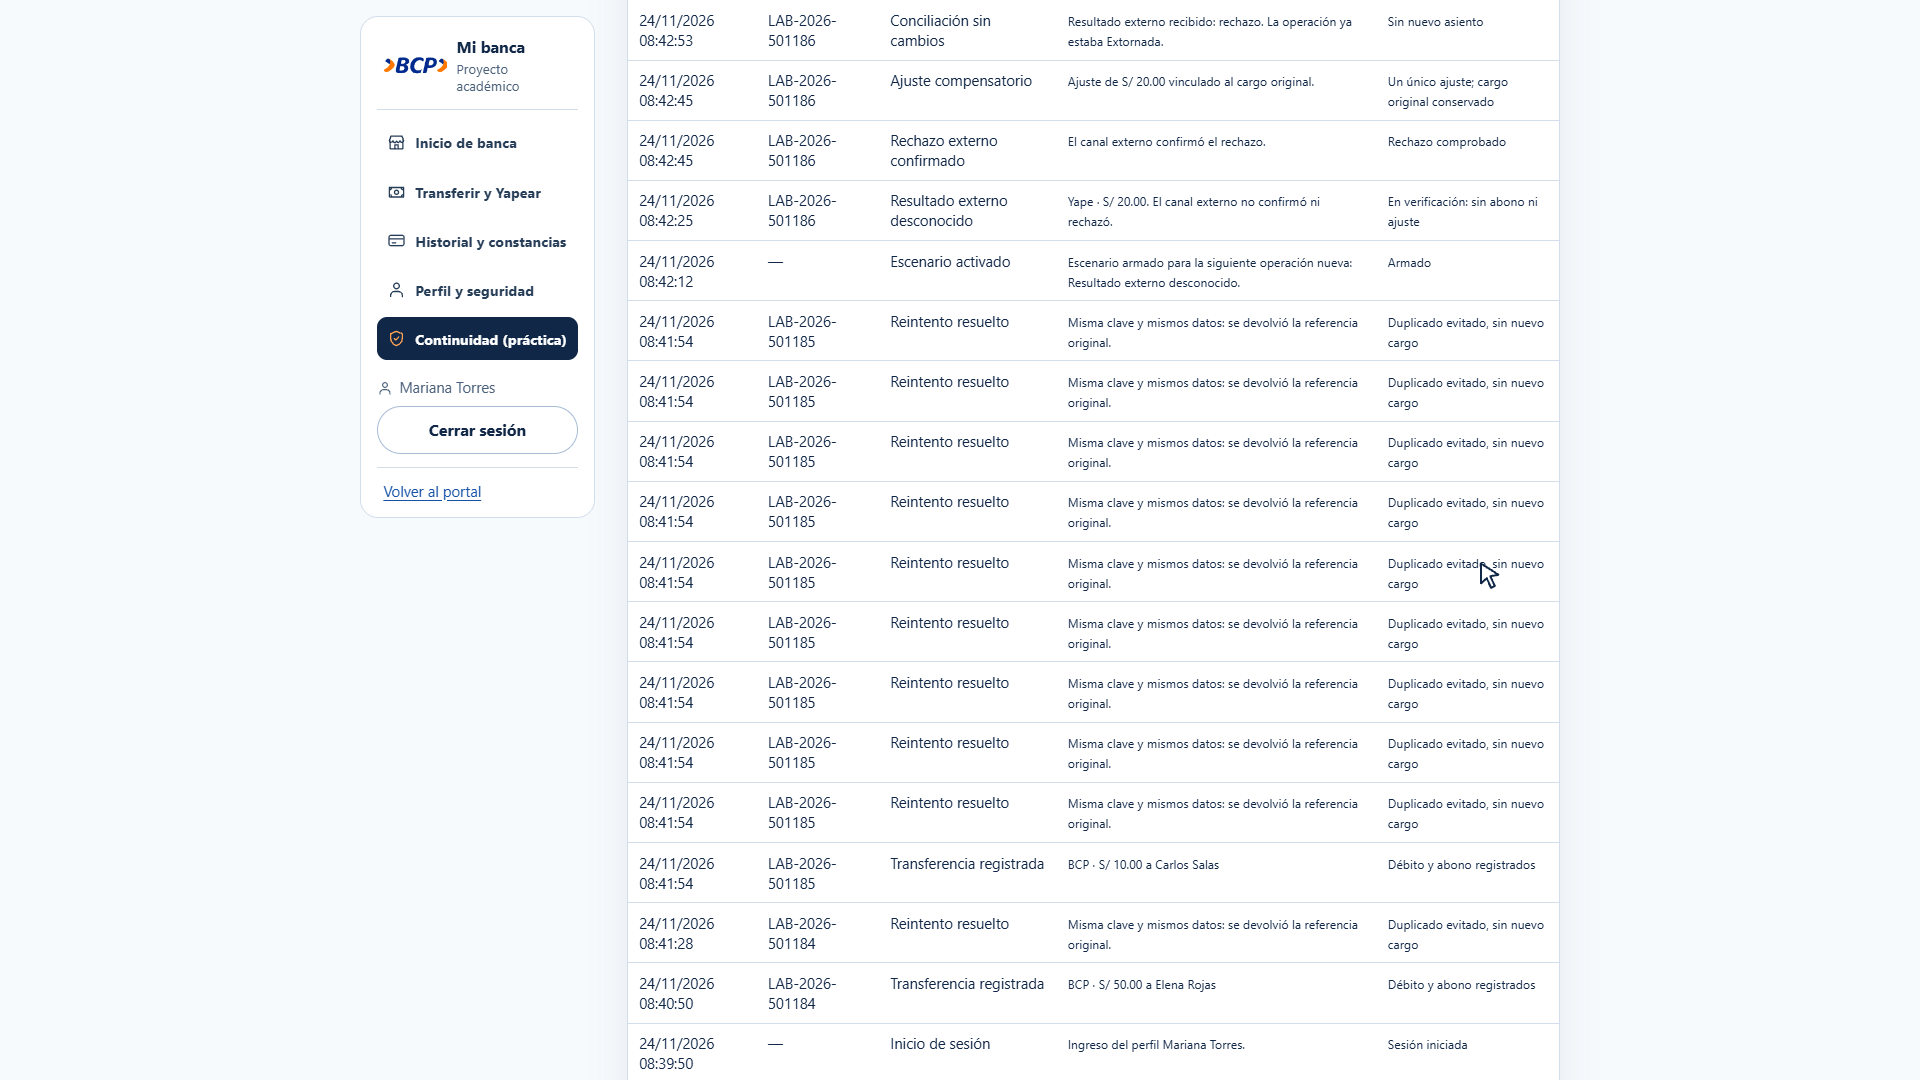 BCP
Mi banca
Proyecto
académico
Inicio de banca
Transferir y Yapear
Historial y constancias
Perfil y seguridad
Continuidad (práctica)
Mariana Torres
Cerrar sesión
Volver al portal
24/11/2026 LAB-2026- Conciliación sin Resultado externo recibido: rechazo. La operación ya Sin nuevo asiento
08:42:53 501186 cambios estaba Extornada.
24/11/2026 LAB-2026- Ajuste compensatorio Ajuste de S/ 20.00 vinculado al cargo original. Un único ajuste; cargo
08:42:45 501186 original conservado
24/11/2026 LAB-2026- Rechazo externo El canal externo confirmó el rechazo. Rechazo comprobado
08:42:45 501186 confirmado
24/11/2026 LAB-2026- Resultado externo Yape · S/ 20.00. El canal externo no confirmó ni En verificación: sin abono ni
08:42:25 501186 desconocido rechazó. ajuste
24/11/2026 — Escenario activado Escenario armado para la siguiente operación nueva: Armado
08:42:12 Resultado externo desconocido.
24/11/2026 LAB-2026- Reintento resuelto Misma clave y mismos datos: se devolvió la referencia Duplicado evitado, sin nuevo
08:41:54 501185 original. cargo
24/11/2026 LAB-2026- Reintento resuelto Misma clave y mismos datos: se devolvió la referencia Duplicado evitado, sin nuevo
08:41:54 501185 original. cargo
24/11/2026 LAB-2026- Reintento resuelto Misma clave y mismos datos: se devolvió la referencia Duplicado evitado, sin nuevo
08:41:54 501185 original. cargo
24/11/2026 LAB-2026- Reintento resuelto Misma clave y mismos datos: se devolvió la referencia Duplicado evitado, sin nuevo
08:41:54 501185 original. cargo
24/11/2026 LAB-2026- Reintento resuelto Misma clave y mismos datos: se devolvió la referencia Duplicado evitado, sin nuevo
08:41:54 501185 original. cargo
24/11/2026 LAB-2026- Reintento resuelto Misma clave y mismos datos: se devolvió la referencia Duplicado evitado, sin nuevo
08:41:54 501185 original. cargo
24/11/2026 LAB-2026- Reintento resuelto Misma clave y mismos datos: se devolvió la referencia Duplicado evitado, sin nuevo
08:41:54 501185 original. cargo
24/11/2026 LAB-2026- Reintento resuelto Misma clave y mismos datos: se devolvió la referencia Duplicado evitado, sin nuevo
08:41:54 501185 original. cargo
24/11/2026 LAB-2026- Reintento resuelto Misma clave y mismos datos: se devolvió la referencia Duplicado evitado, sin nuevo
08:41:54 501185 original. cargo
24/11/2026 LAB-2026- Transferencia registrada BCP · S/ 10.00 a Carlos Salas Débito y abono registrados
08:41:54 501185
24/11/2026 LAB-2026- Reintento resuelto Misma clave y mismos datos: se devolvió la referencia Duplicado evitado, sin nuevo
08:41:28 501184 original. cargo
24/11/2026 LAB-2026- Transferencia registrada BCP · S/ 50.00 a Elena Rojas Débito y abono registrados
08:40:50 501184
24/11/2026 — Inicio de sesión Ingreso del perfil Mariana Torres. Sesión iniciada
08:39:50